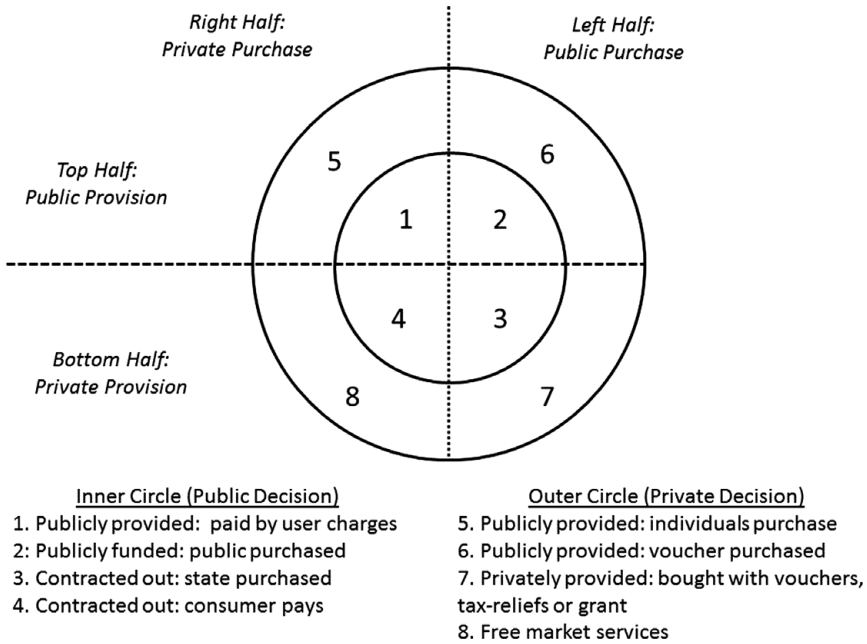 Right Half:
Private Purchase
Left Half:
Public Purchase
Top Half:
Public Provision
5
6
1
2
4
3
Bottom Half:
Private Provision
8
7
Inner Circle (Public Decision)
1. Publicly provided: paid by user charges
2: Publicly funded: public purchased
3. Contracted out: state purchased
4. Contracted out: consumer pays
Outer Circle (Private Decision)
5. Publicly provided: individuals purchase
6. Publicly provided: voucher purchased
7. Privately provided: bought with vouchers,
tax-reliefs or grant
8. Free market services